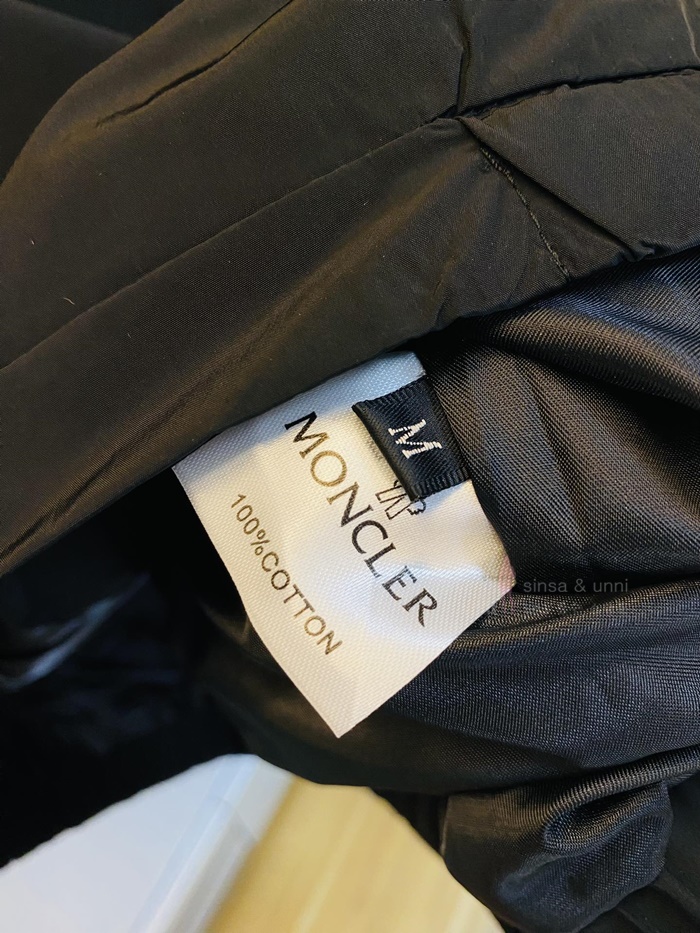 M
MONCLER
100%COTTON
sinsa & unni